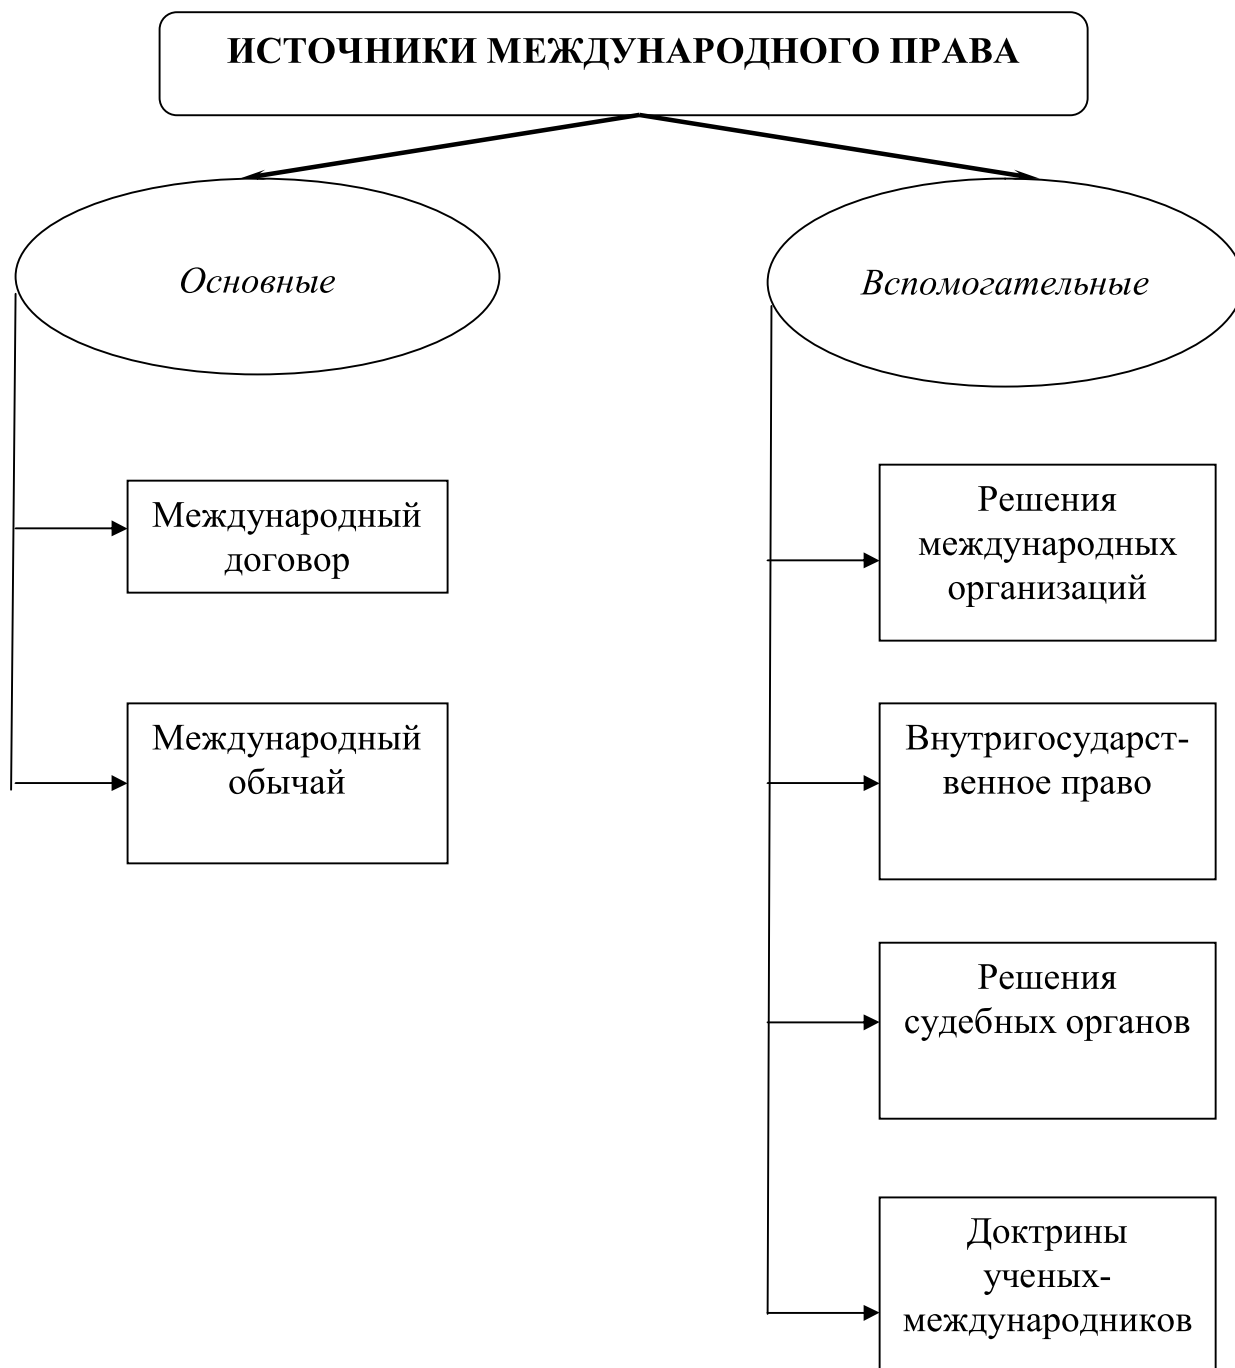 ИСТОЧНИКИ МЕЖДУНАРОДНОГО ПРАВА
Основные
Вспомогательные
Международный
договор
Международный
обычай
Решения
международных
организаций
Внутригосударст-
венное право
Решения
судебных органов
Доктрины
ученых-
международников